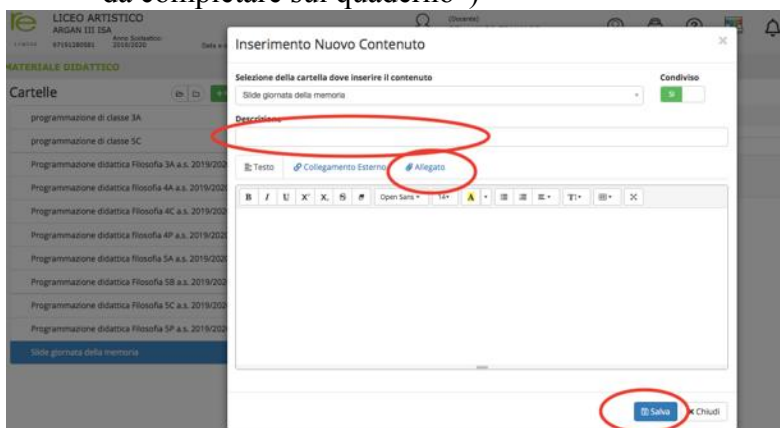 da completare sul quaderno")
LICEO ARTISTICO
ARGAN III ISA
Anno Scolastico
2019/2020
(Docente)
MATERIALE DIDATTICO
Cartelle
programmazione di classe 3A
programmazione di classe 5C
Programmazione didattica Filosofia 3A a.s. 2019/202
Programmazione didattica filosofia 4A a.s. 2019/202
Programmazione didattica Filosofia 4C a.s. 2019/202
Programmazione didattica filosofia 4P a.s. 2019/202
Programmazione didattica filosofia 5A a.s. 2019/202
Programmazione didattica Filosofia 5B a.s. 2019/202
Programmazione didattica Filosofia 5C a.s. 2019/202
Programmazione didattica Filosofia 5P a.s. 2019/202
Slide giornata della memoria
Inserimento Nuovo Contenuto
Selezione della cartella dove inserire il contenuto
Condiviso
Slide giornata della memoria
SI
Descrizione
Testo Collegamento Esterno Allegato
B I U X X S Open Sans 14 A T
Salva × Chiudi